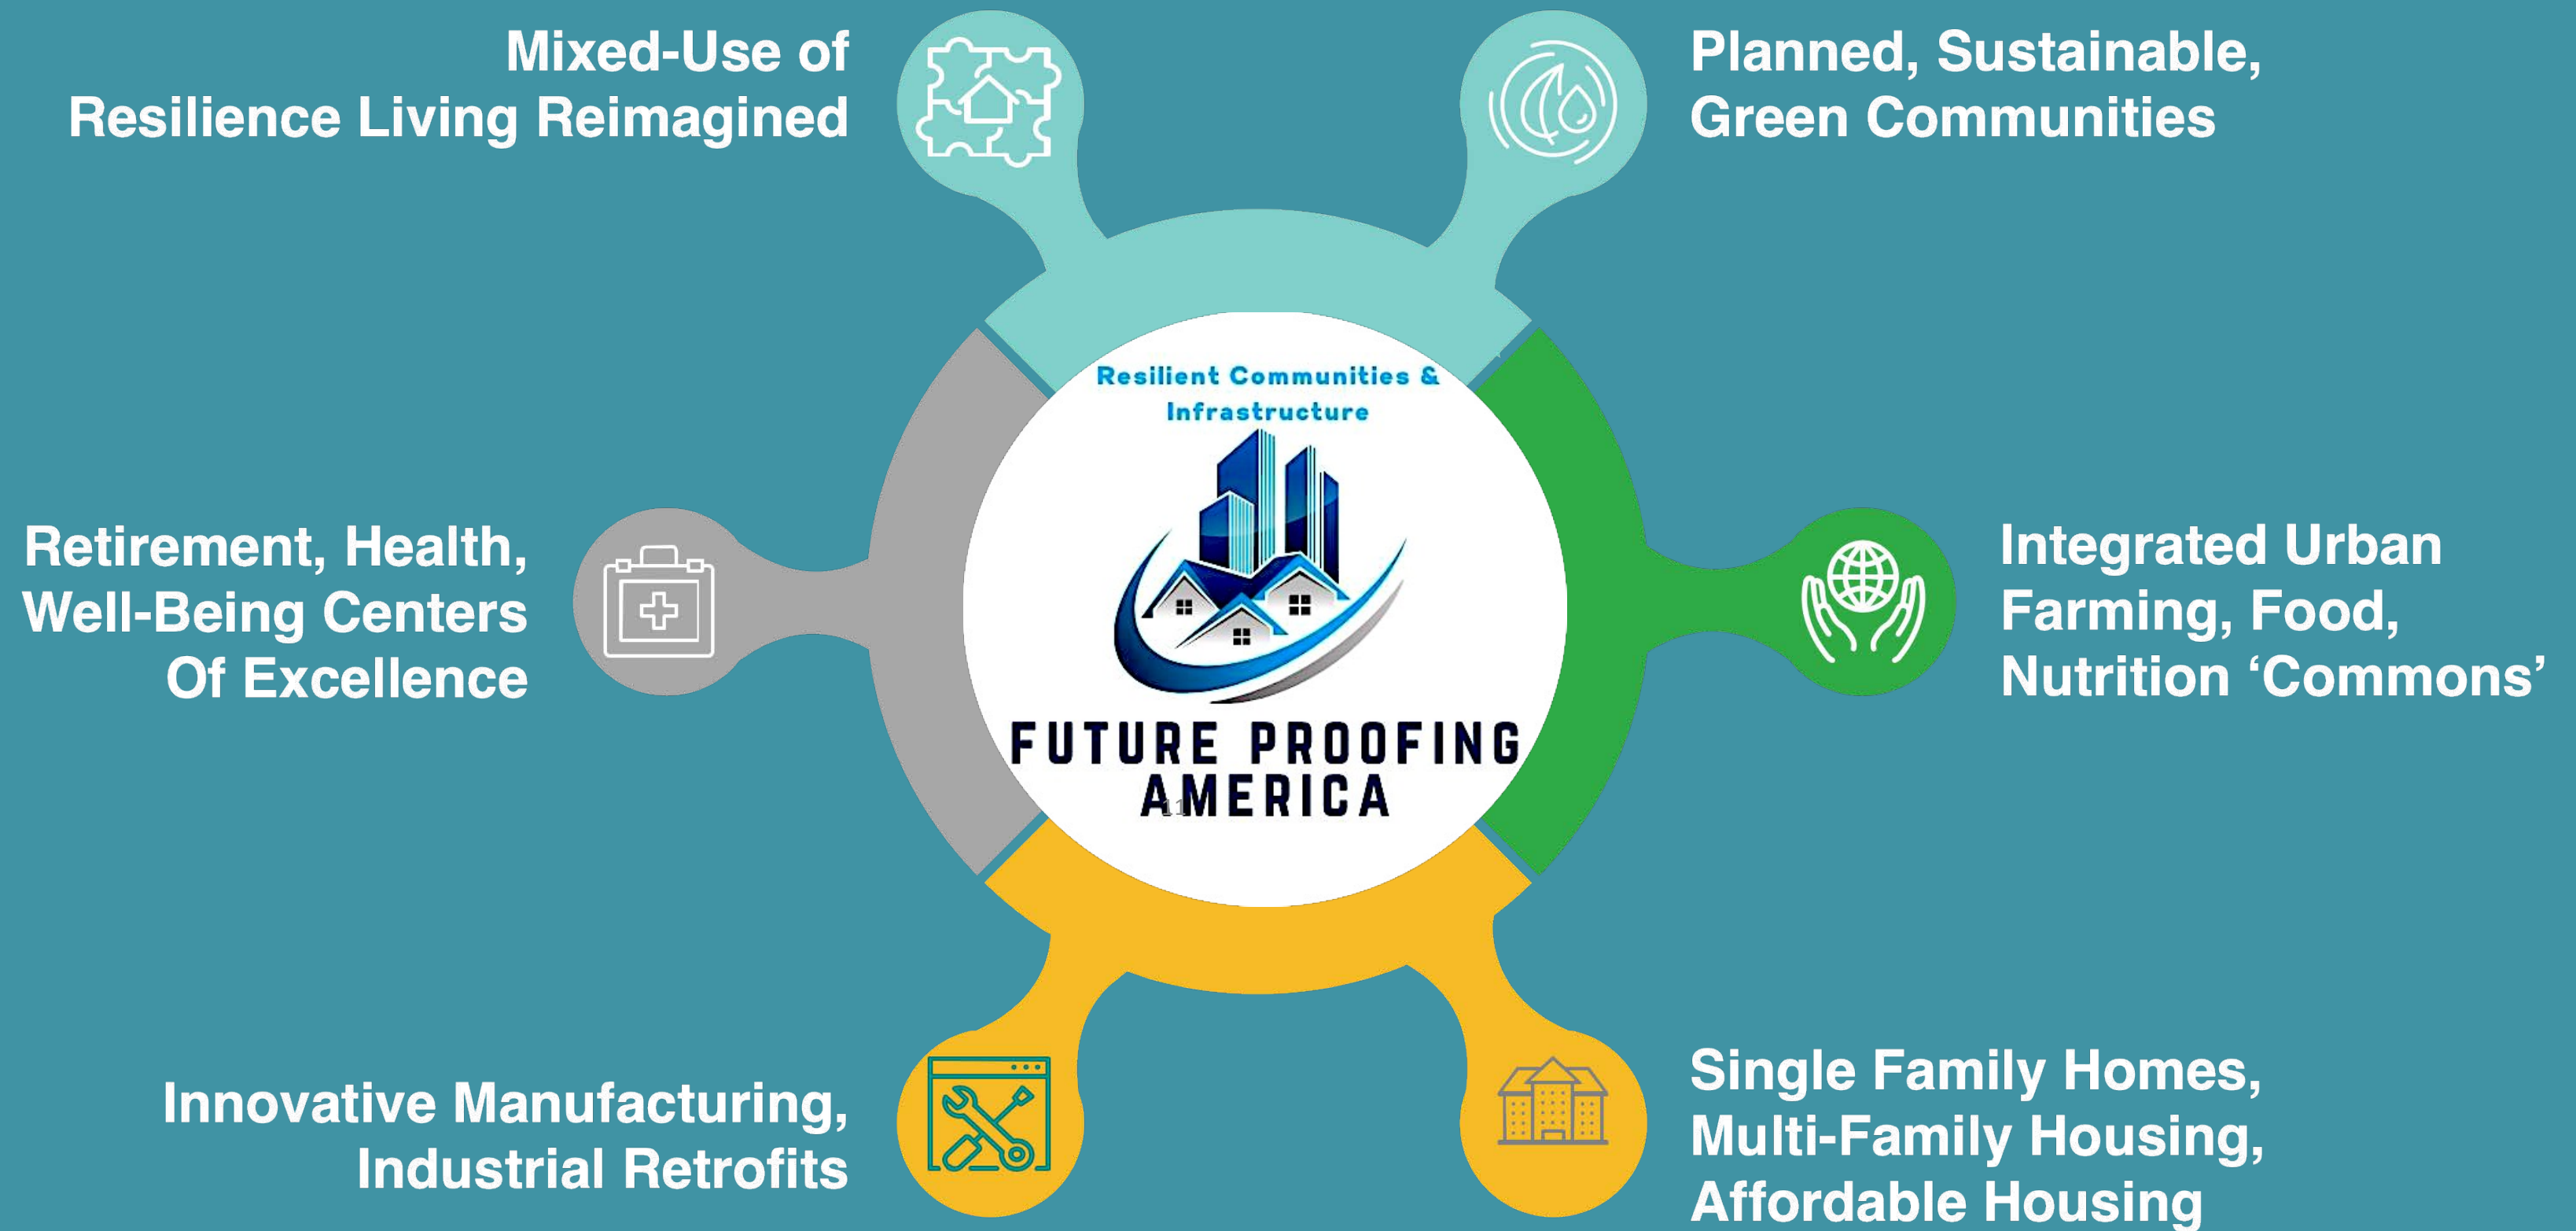 Mixed-Use of
Resilience Living Reimagined
Planned, Sustainable,
Green Communities
Resilient Communities &
Infrastructure
FUTURE PROOFING
AMERICA
11
Retirement, Health,
Well-Being Centers
Of Excellence
Integrated Urban
Farming, Food,
Nutrition ‘Commons’
Innovative Manufacturing,
Industrial Retrofits
Single Family Homes,
Multi-Family Housing,
Affordable Housing